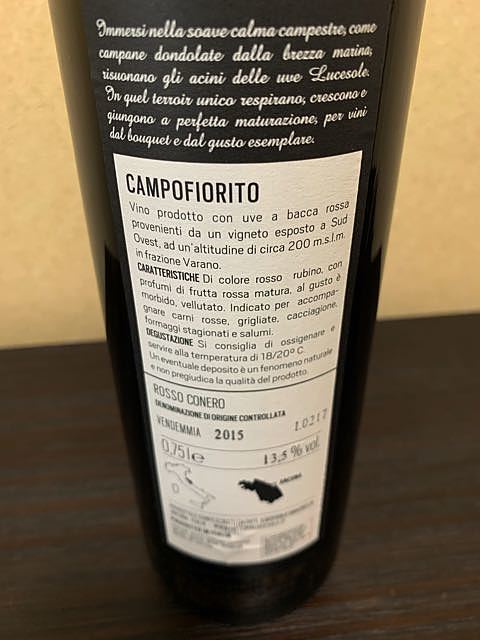 Immersi nella soave calma campestre, come
campane dondolate dalla brezza marina,
risuonano gli acini delle uve Lucesole.
In quel terroir unico respirano, crescono e
giungono a perfetta maturazione, per vini
dal bouquet e dal gusto esemplare.
CAMPOFIORITO
Vino prodotto con uve a bacca rossa
provenienti da un vigneto esposto a Sud
Ovest, ad un'altitudine di circa 200 m.s.l.m.
in frazione Varano.
CARATTERISTICHE Di colore rosso rubino, con
profumi di frutta rossa matura, al gusto è
morbido, vellutato. Indicato per accompa-
gnare carni rosse, grigliate, cacciagione,
formaggi stagionati e salumi.
DEGUSTAZIONE Si consiglia di ossigenare e
servire alla temperatura di 18/20° C.
Un eventuale deposito è un fenomeno naturale
e non pregiudica la qualità del prodotto.
ROSSO CONERO
DENOMINAZIONE DI ORIGINE CONTROLLATA
VENDEMMIA 2015 L0217
0,75l e 13,5% vol.
ANCONA